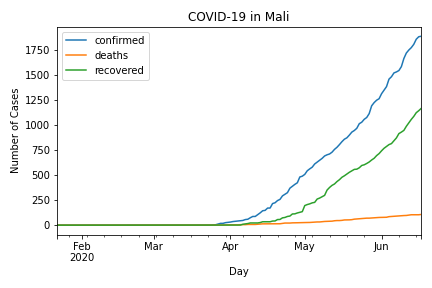 COVID-19 in Mali
confirmed
deaths
recovered
Number of Cases
1750
1500
1250
1000
750
500
250
0
Feb
2020
Mar
Apr
May
Jun
Day